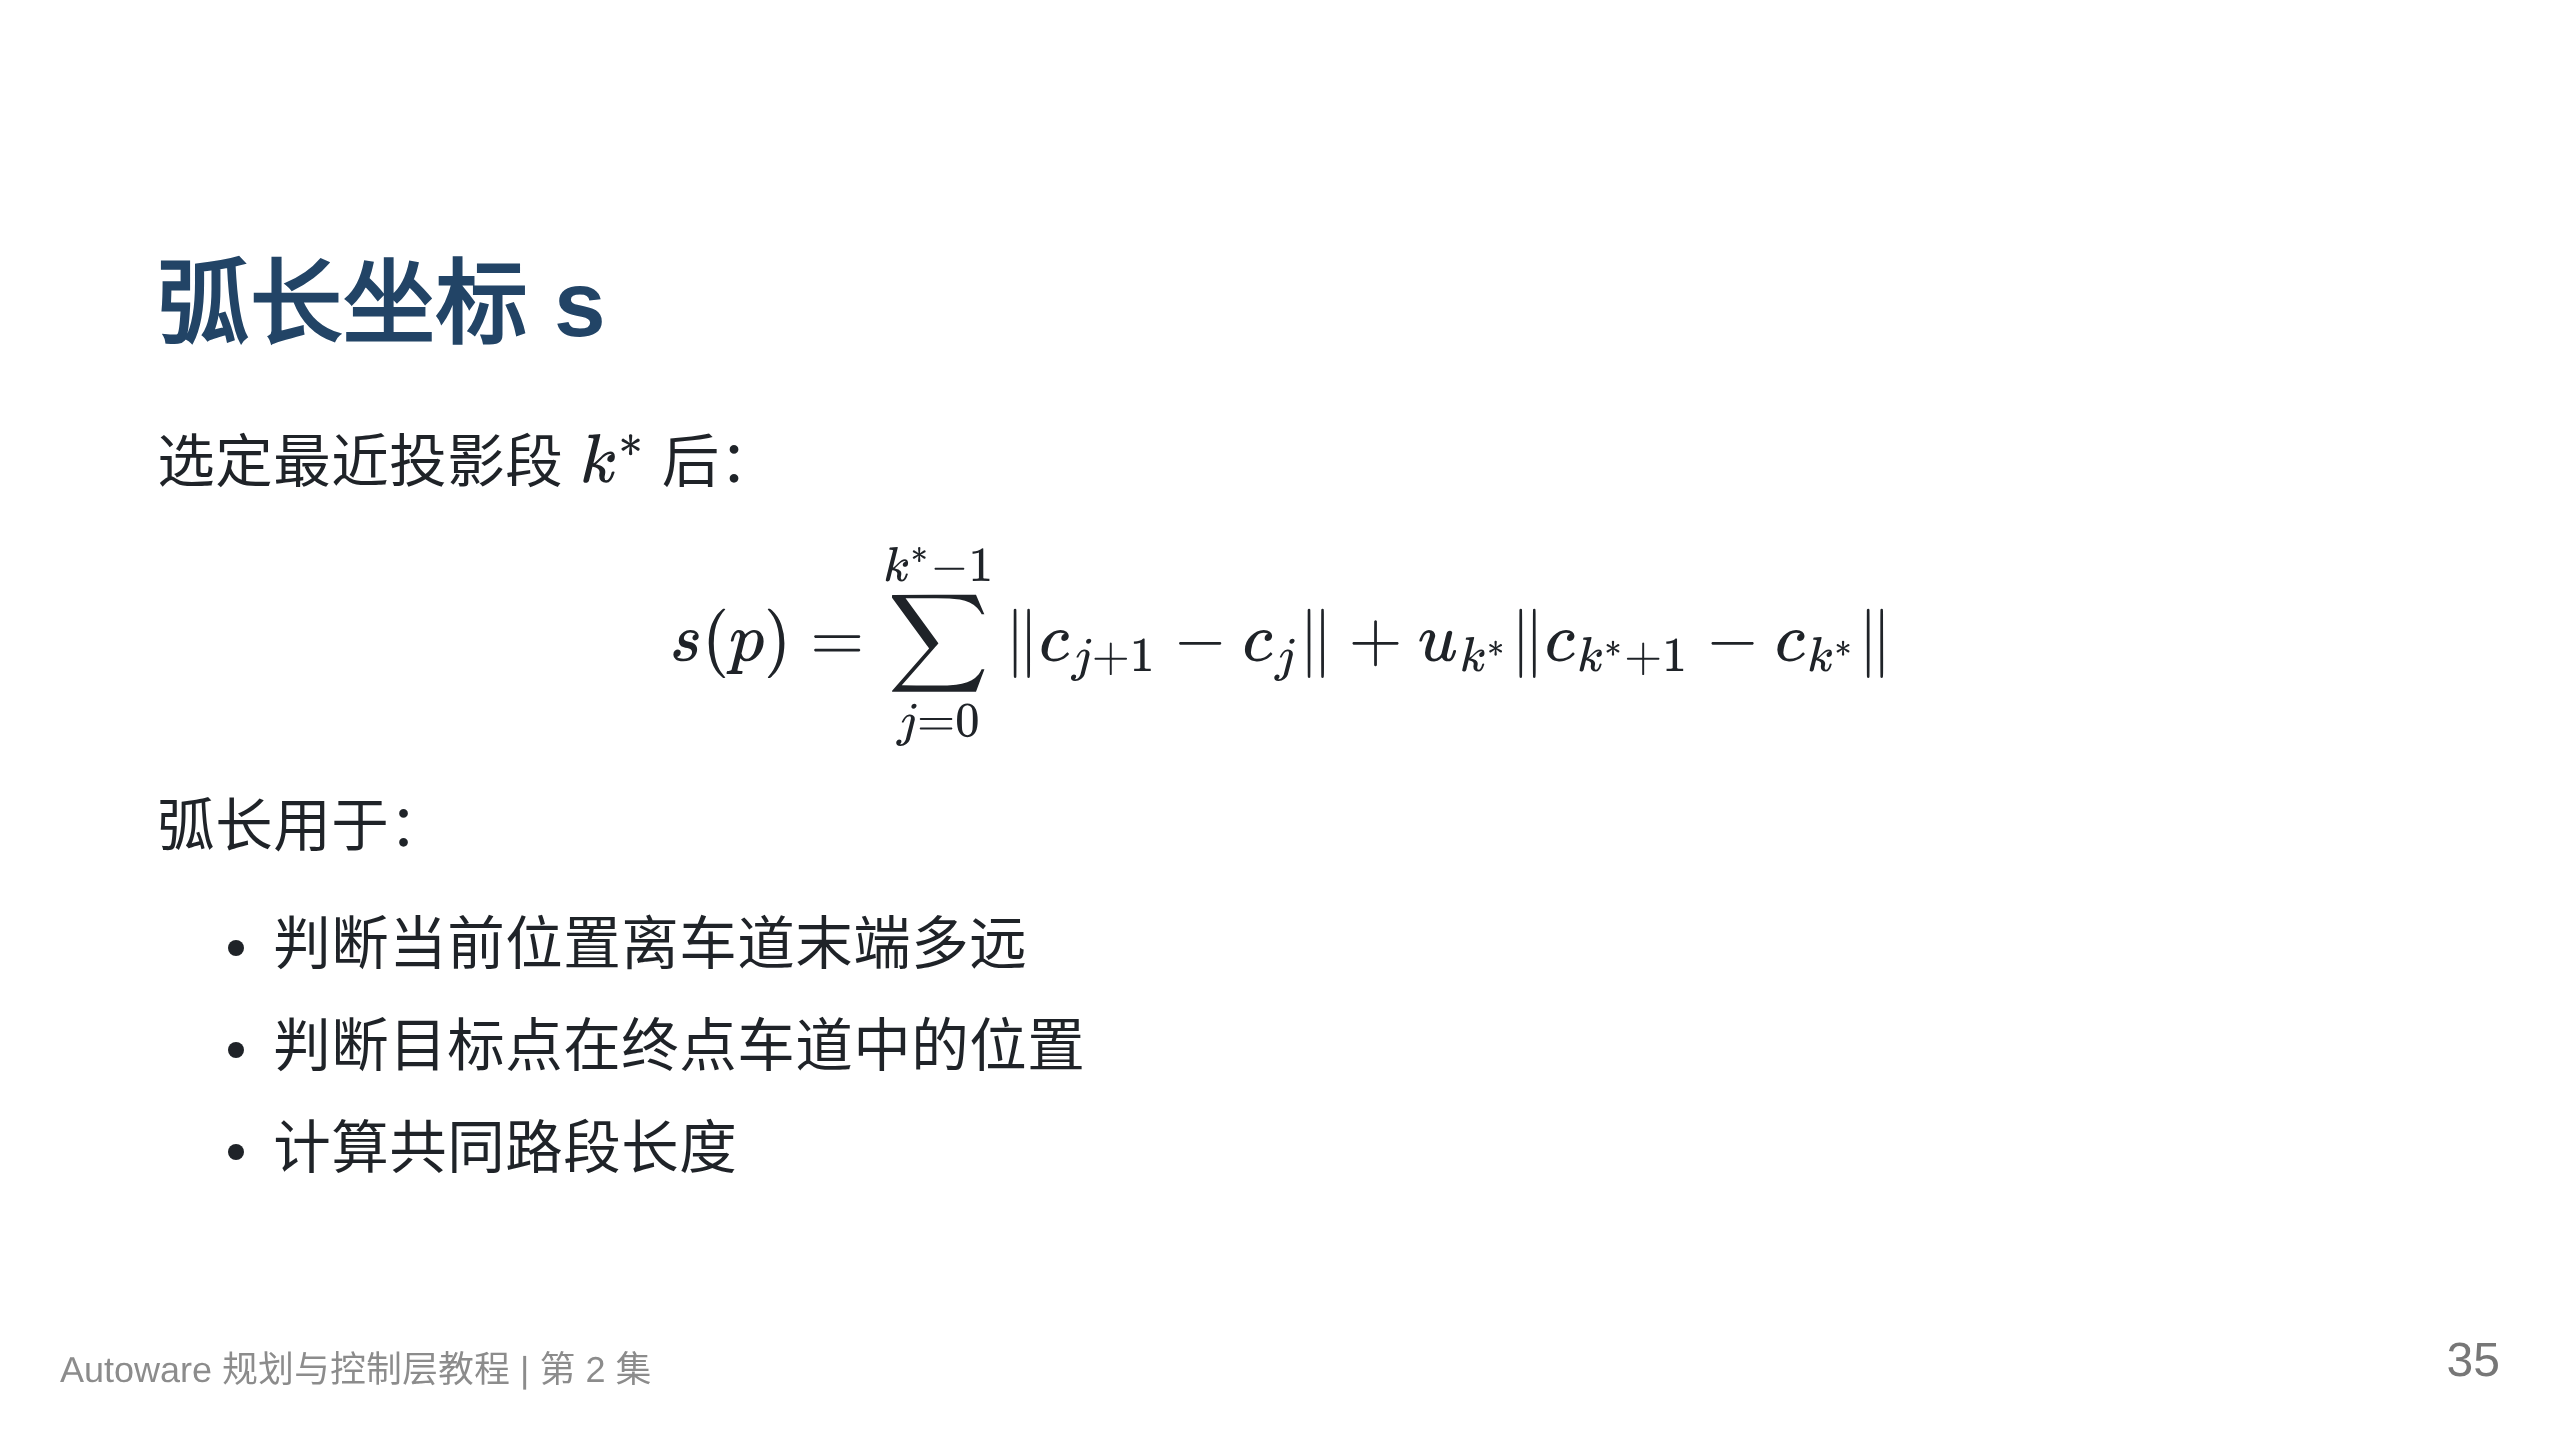 弧长坐标 s
选定最近投影段 k* 后：
s(p) = \sum_{j=0}^{k^*-1} \|c_{j+1} - c_j\| + u_{k^*} \|c_{k^*+1} - c_{k^*}\|
弧长用于：
• 判断当前位置离车道末端多远
• 判断目标点在终点车道中的位置
• 计算共同路段长度
Autoware 规划与控制层教程 | 第 2 集
35